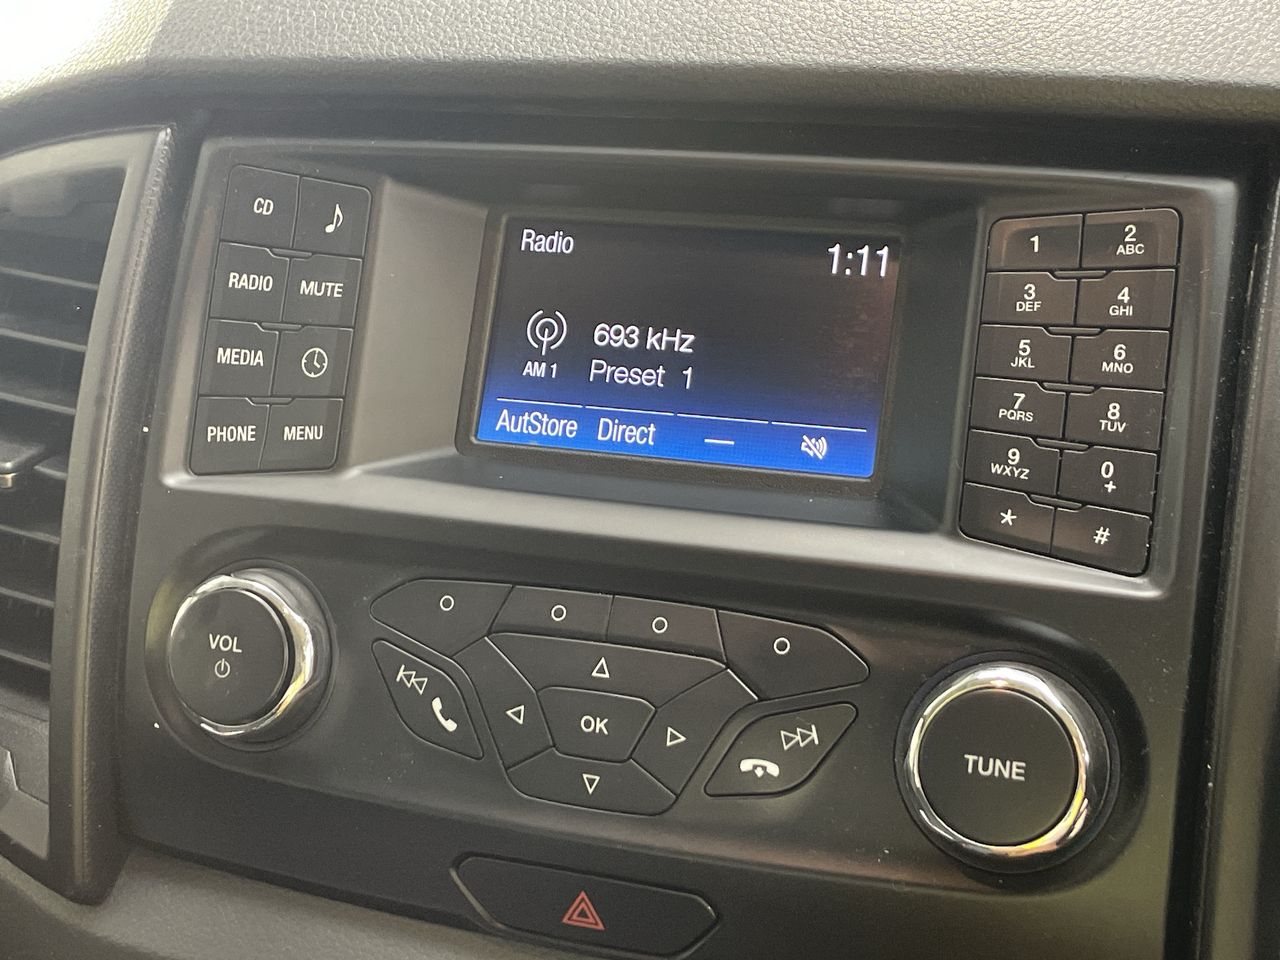 CD
RADIO
MUTE
MEDIA
PHONE
MENU
Radio
1:11
693 kHz
AM 1
Preset 1
AutStore
Direct
1
2
ABC
3
DEF
4
GHI
5
JKL
6
MNO
7
PQRS
8
TUV
9
WXYZ
0
+
*
#
VOL
OK
TUNE